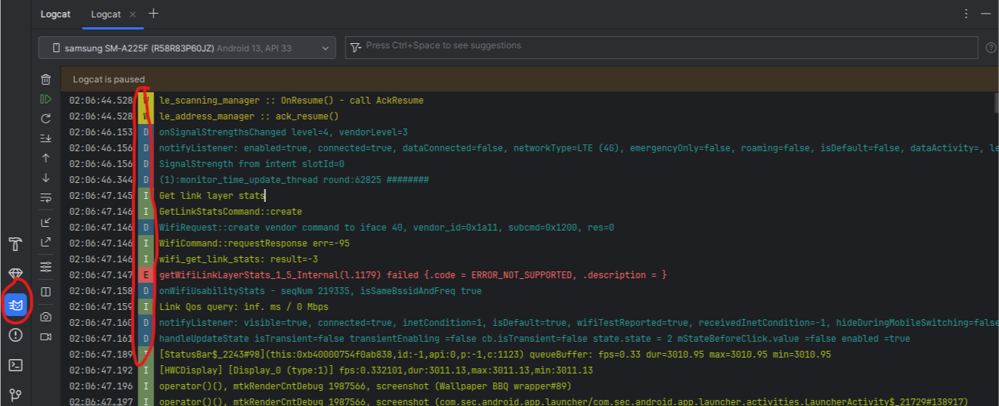 Logcat
Logcat
samsung SM-A225F (R58R83P60JZ) Android 13, API 33
Press Ctrl+Space to see suggestions
Logcat is paused
02:06:44.528 W le_scanning_manager :: OnResume() - call AckResume
02:06:44.528 W le_address_manager :: ack_resume()
02:06:46.153 D onSignalStrengthsChanged level=4, vendorLevel=3
02:06:46.156 D notifyListener: enabled=true, connected=true, dataConnected=false, networkType=LTE (4G), emergencyOnly=false, roaming=false, isDefault=false, dataActivity=, le
02:06:46.156 D SignalStrength from intent slotId=0
02:06:46.344 D (1):monitor_time_update_thread round:62825 ########
02:06:47.145 I Get link layer stats
02:06:47.146 I GetLinkStatsCommand::create
02:06:47.146 D WifiRequest::create vendor command to iface 40, vendor_id=0x1a11, subcmd=0x1200, res=0
02:06:47.146 I WifiCommand::requestResponse err=-95
02:06:47.146 I wifi_get_link_stats: result=-3
02:06:47.147 E getWifiLinkLayerStats_1_5_Internal(l.1179) failed {.code = ERROR_NOT_SUPPORTED, .description = }
02:06:47.158 D onWifiUsabilityStats - seqNum 219335, isSameBssidAndFreq true
02:06:47.159 I Link Qos query: inf. ms / 0 Mbps
02:06:47.160 D notifyListener: visible=true, connected=true, inetCondition=1, isDefault=true, wifiTestReported=true, receivedInetCondition=-1, hideDuringMobileSwitching=false
02:06:47.161 D handleUpdateState isTransient=false transientEnabling =false cb.isTransient=false state.state = 2 mStateBeforeClick.value =false enabled =true
02:06:47.189 I [StatusBar$_2243#98](this:0xb40000754f0ab838,id:-1,api:0,p:-1,c:1123) queueBuffer: fps=0.33 dur=3010.95 max=3010.95 min=3010.95
02:06:47.192 I [HWCDisplay] [Display_0 (type:1)] fps:0.332101,dur:3011.13,max:3011.13,min:3011.13
02:06:47.196 I operator()(), mtkRenderCntDebug 1987566, screenshot (Wallpaper BBQ wrapper#89)
02:06:47.197 I operator()(), mtkRenderCntDebug 1987566, screenshot (com.sec.android.app.launcher/com.sec.android.app.launcher.activities.LauncherActivity$_21729#138917)